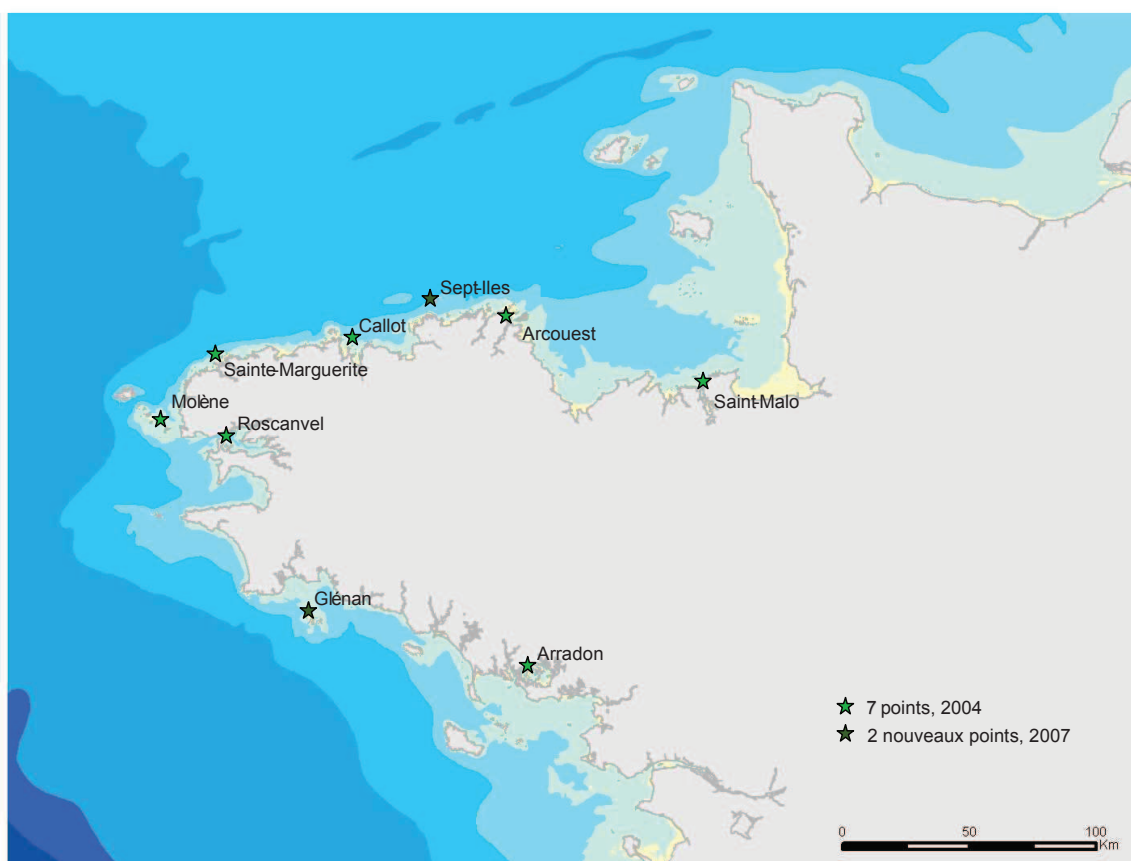 Sept-Iles
Callot
Arcouest
Sainte-Marguerite
Saint-Malo
Molène
Roscanvel
Glénan
Arradon
7 points, 2004
2 nouveaux points, 2007
0 50 100
Km